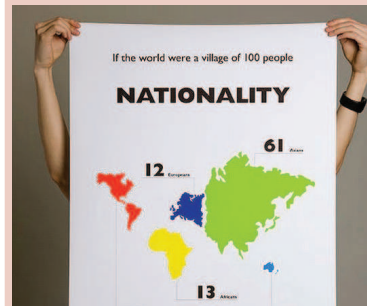 If the world were a village of 100 people
NATIONALITY
61 Asians
12 Europeans
13 Africans